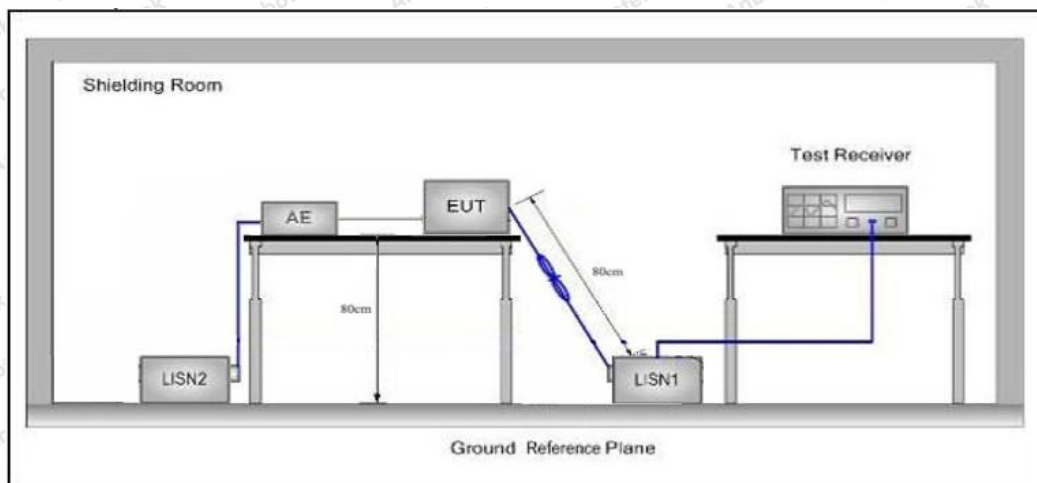 Shielding Room
Test Receiver
AE
EUT
80cm
80cm
LISN2
LISN1
Ground Reference Plane